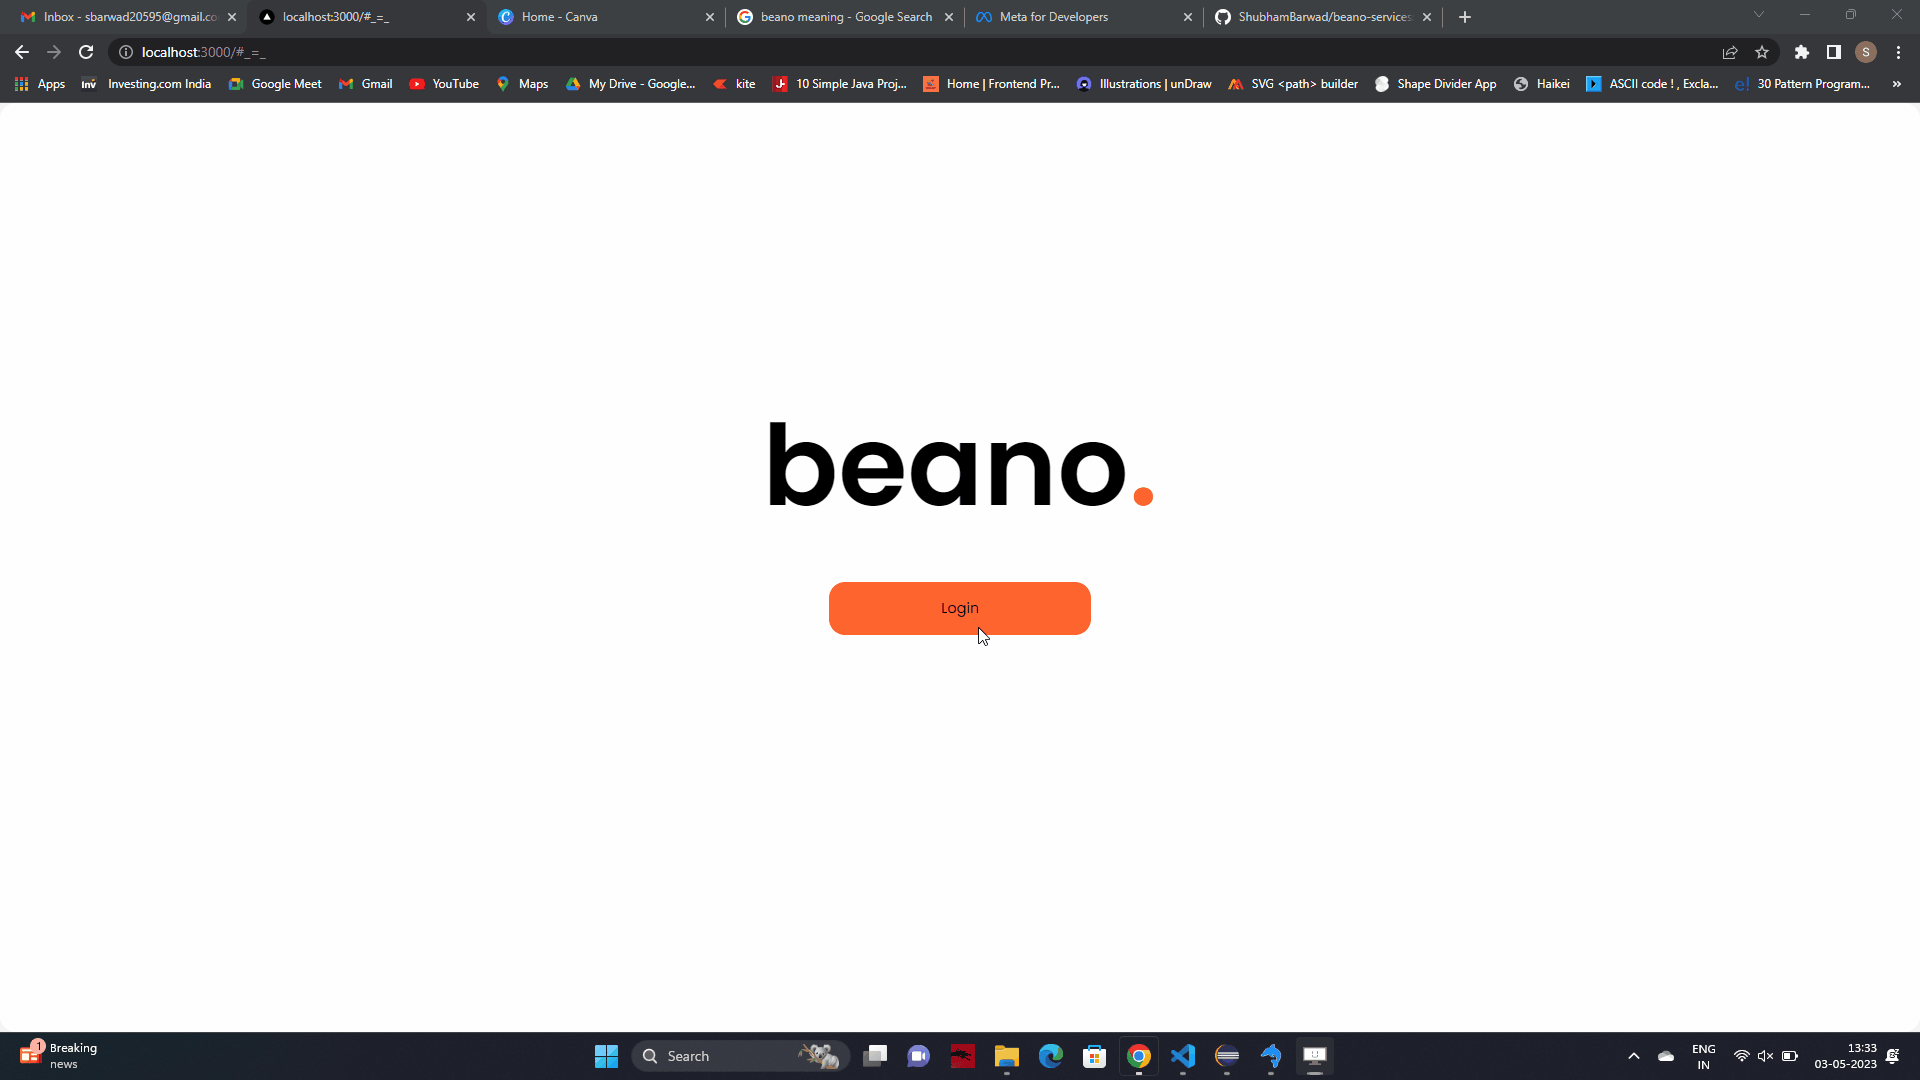 Inbox - sbarwad20595@gmail.co
localhost:3000/#_=_
Home - Canva
beano meaning - Google Search
Meta for Developers
ShubhamBarwad/beano-services
localhost:3000/#_=_
S
Apps
Inv
Investing.com India
Google Meet
Gmail
YouTube
Maps
My Drive - Google...
kite
10 Simple Java Proj...
Home | Frontend Pr...
Illustrations | unDraw
SVG <path> builder
Shape Divider App
Haikei
ASCII code ! , Excla...
e! 30 Pattern Program...
»
beano.
Login
1
Breaking
news
Search
ENG
IN
13:33
03-05-2023